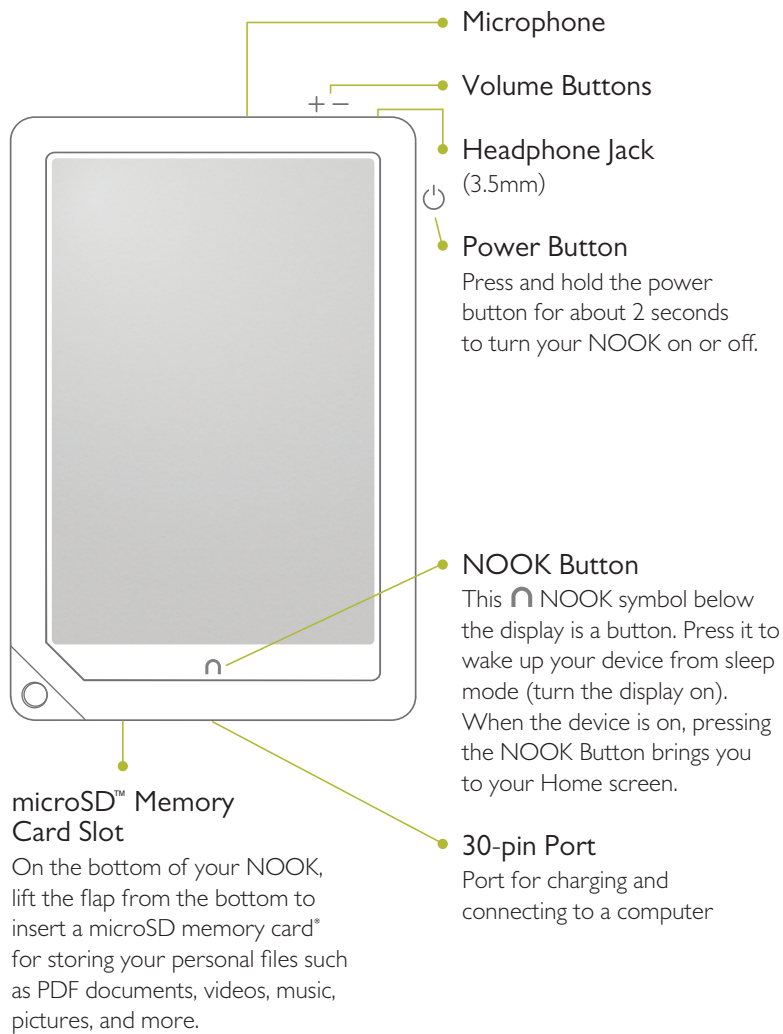 Microphone
Volume Buttons
+ −
Headphone Jack
(3.5mm)
Power Button
Press and hold the power
button for about 2 seconds
to turn your NOOK on or off.
NOOK Button
This n NOOK symbol below
the display is a button. Press it to
wake up your device from sleep
mode (turn the display on).
When the device is on, pressing
the NOOK Button brings you
to your Home screen.
n
microSD™ Memory
Card Slot
On the bottom of your NOOK,
lift the flap from the bottom to
insert a microSD memory card*
for storing your personal files such
as PDF documents, videos, music,
pictures, and more.
30-pin Port
Port for charging and
connecting to a computer